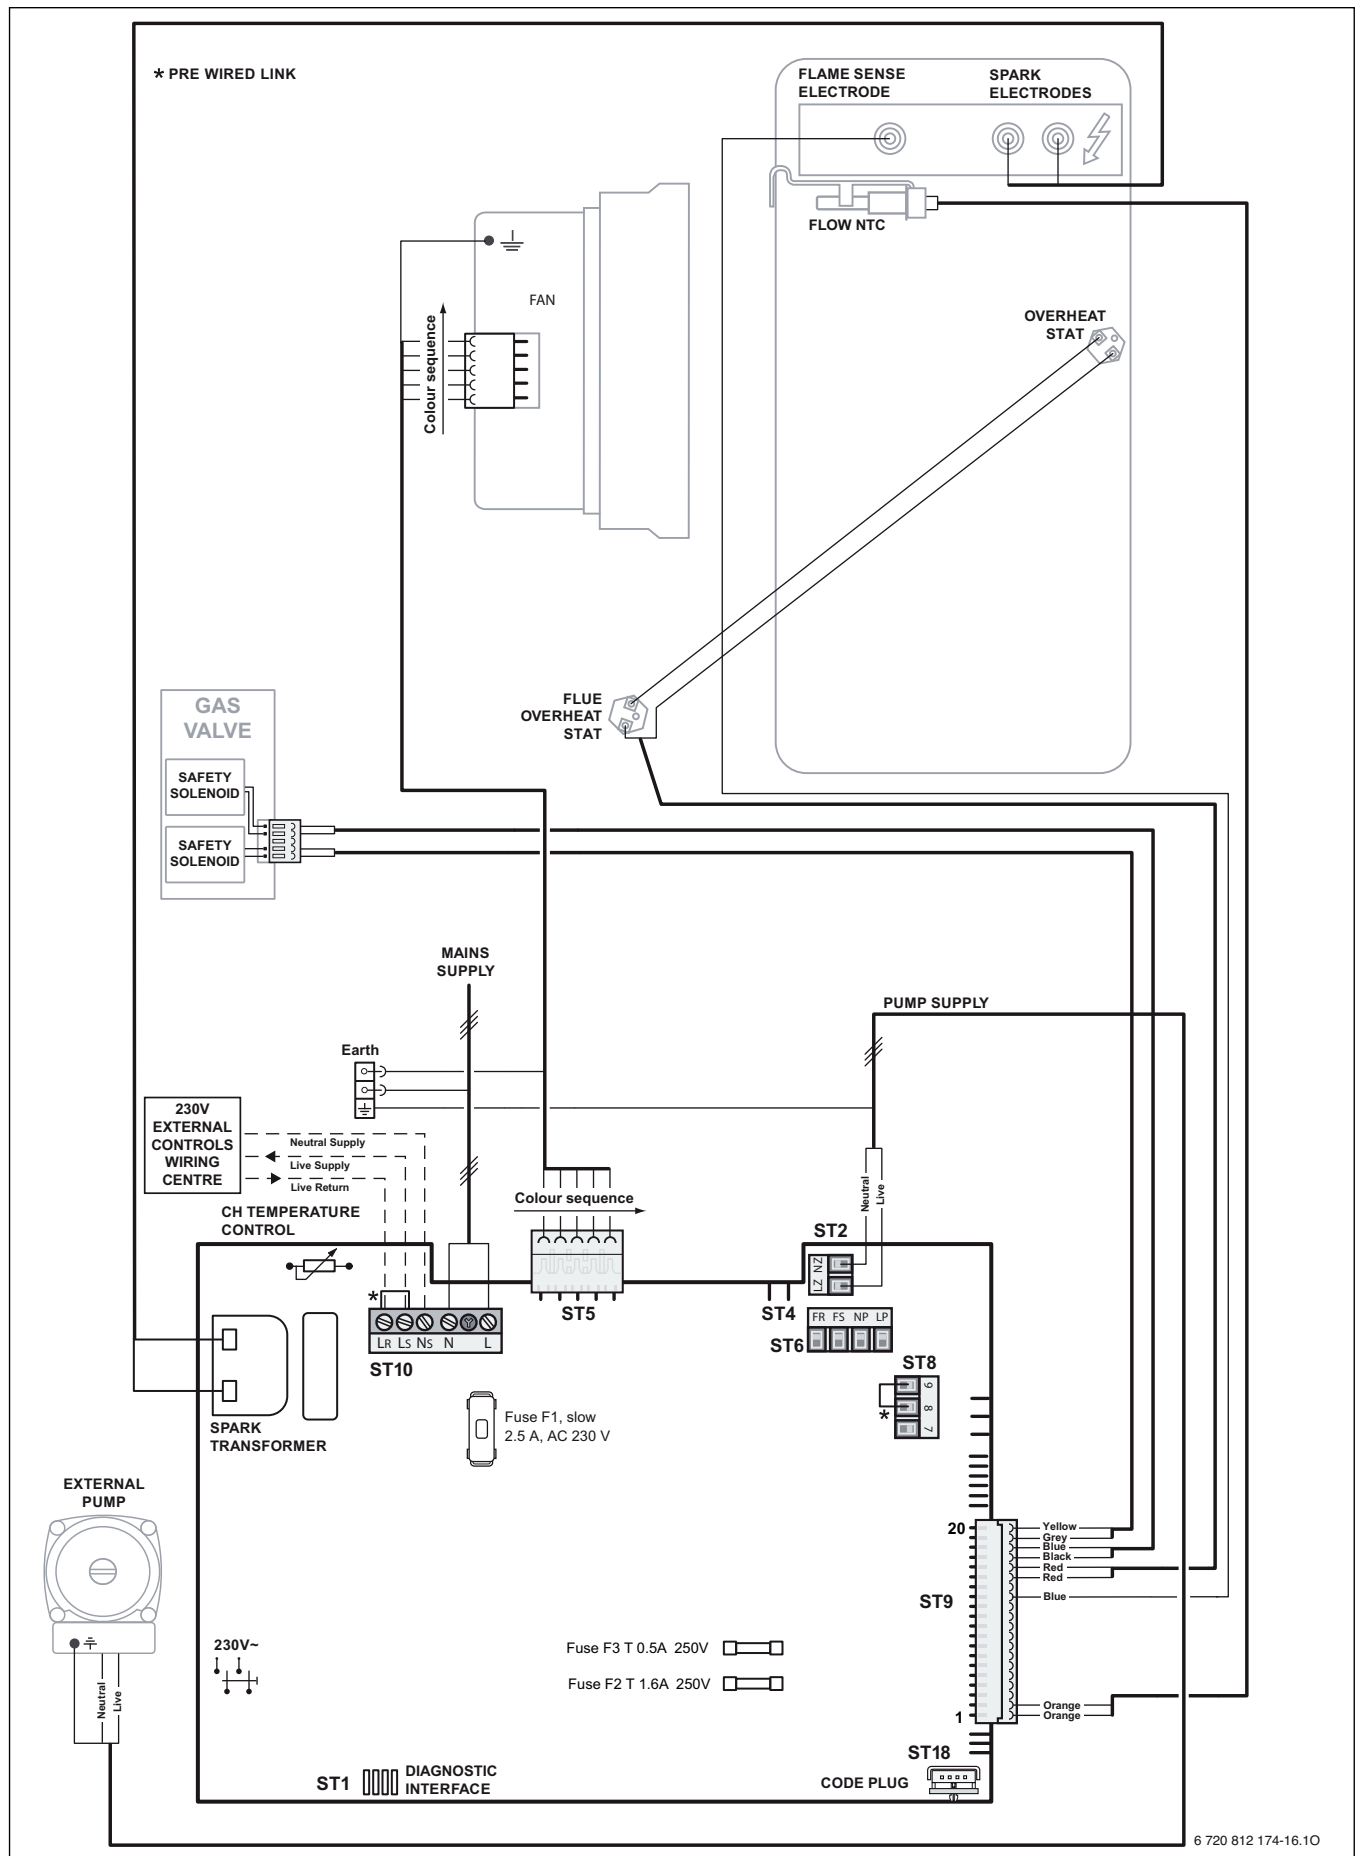 * PRE WIRED LINK
FLAME SENSE
ELECTRODE
SPARK
ELECTRODES
FLOW NTC
FAN
Colour sequence
OVERHEAT
STAT
FLUE
OVERHEAT
STAT
GAS
VALVE
SAFETY
SOLENOID
SAFETY
SOLENOID
MAINS
SUPPLY
PUMP SUPPLY
Earth
230V
EXTERNAL
CONTROLS
WIRING
CENTRE
Neutral Supply
Live Supply
Live Return
Neutral
Live
CH TEMPERATURE
CONTROL
Colour sequence
ST2
NZ
LZ
*
ST5
ST4
FR FS NP LP
ST6
LR LS NS N L
ST10
ST8
9
8
7
*
SPARK
TRANSFORMER
Fuse F1, slow
2.5 A, AC 230 V
EXTERNAL
PUMP
20
Yellow
Grey
Blue
Black
Red
Red
Blue
ST9
230V~
Fuse F3 T 0.5A 250V
Fuse F2 T 1.6A 250V
Neutral
Live
Orange
Orange
1
ST18
ST1
DIAGNOSTIC
INTERFACE
CODE PLUG
6 720 812 174-16.1O